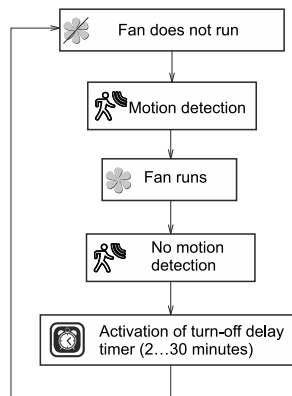 Fan does not run
Motion detection
Fan runs
No motion
detection
Activation of turn-off delay
timer (2…30 minutes)